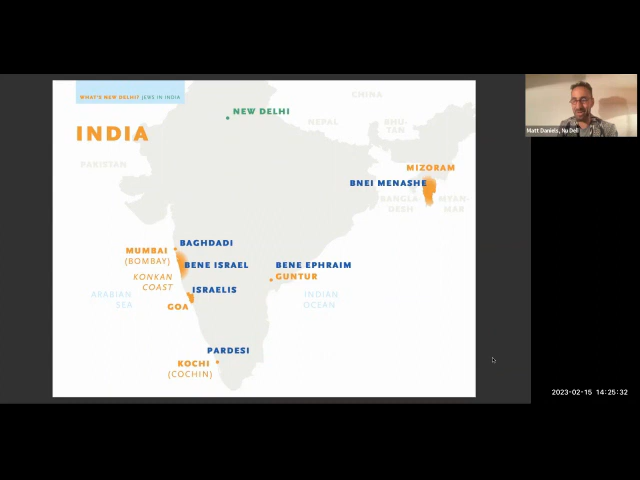 WHAT'S NEW DELHI? JEWS IN INDIA
INDIA
NEW DELHI
CHINA
NEPAL
BHU-
TAN
PAKISTAN
MIZORAM
BNEI MENASHE
BANGLA-
DESH
MYAN-
MAR
BAGHDADI
MUMBAI
(BOMBAY)
BENE ISRAEL
BENE EPHRAIM
GUNTUR
KONKAN
COAST
ISRAELIS
ARABIAN
SEA
INDIAN
OCEAN
GOA
PARDESI
KOCHI
(COCHIN)
Matt Daniels, Nu Deli
2023-02-15 14:25:32